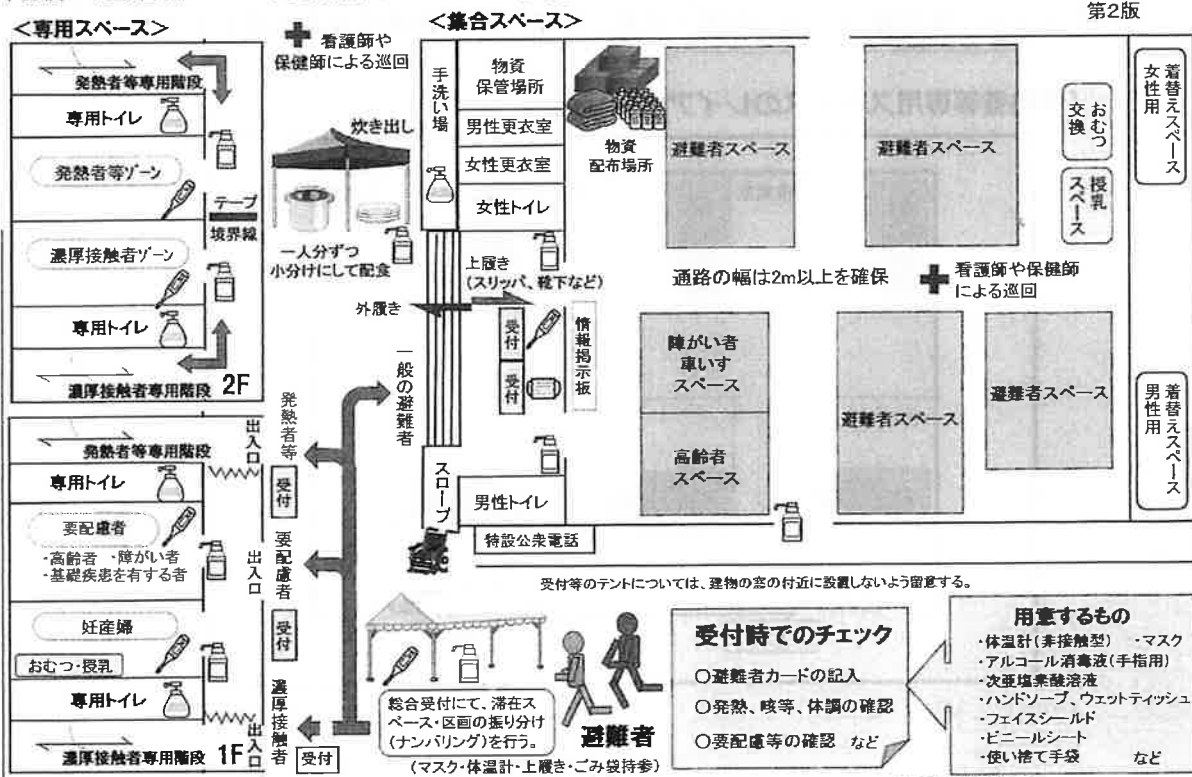 第2版
<専用スペース>
発熱者等専用階段
専用トイレ
発熱者等ゾーン
テープ
境界線
濃厚接触者ゾーン
専用トイレ
濃厚接触者専用階段
2F
発熱者等専用階段
出入口
専用トイレ
要配慮者
・高齢者 ・障がい者
・基礎疾患を有する者
出入口
妊産婦
おむつ・授乳
専用トイレ
濃厚接触者専用階段
1F
出入口
看護師や
保健師による巡回
炊き出し
一人分ずつ
小分けにして配食
外履き
上履き
(スリッパ、靴下など)
一般の避難者
発熱者等
受付
要配慮者
受付
濃厚接触者
受付
<集合スペース>
手洗い場
物資
保管場所
男性更衣室
女性更衣室
女性トイレ
物資
配布場所
避難者スペース
避難者スペース
おむつ
交換
授乳
スペース
着替えスペース
女性用
通路の幅は2m以上を確保
看護師や保健師
による巡回
受付
受付
情報掲示板
障がい者
車いす
スペース
高齢者
スペース
避難者スペース
避難者スペース
着替えスペース
男性用
スロープ
男性トイレ
特設公衆電話
受付等のテントについては、建物の窓の付近に設置しないよう留意する。
総合受付にて、滞在ス
ペース・区画の振り分け
(ナンバリング)を行う。
避難者
(マスク・体温計・上履き・ごみ袋持参)
受付時でのチェック
○避難者カードの記入
○発熱、咳等、体調の確認
○要配慮等の確認 など
用意するもの
・体温計(非接触型) ・マスク
・アルコール消毒液(手指用)
・次亜塩素酸溶液
・ハンドソープ、ウェットティッシュ
・フェイスシールド
・ビニールシート
・使い捨て手袋 など